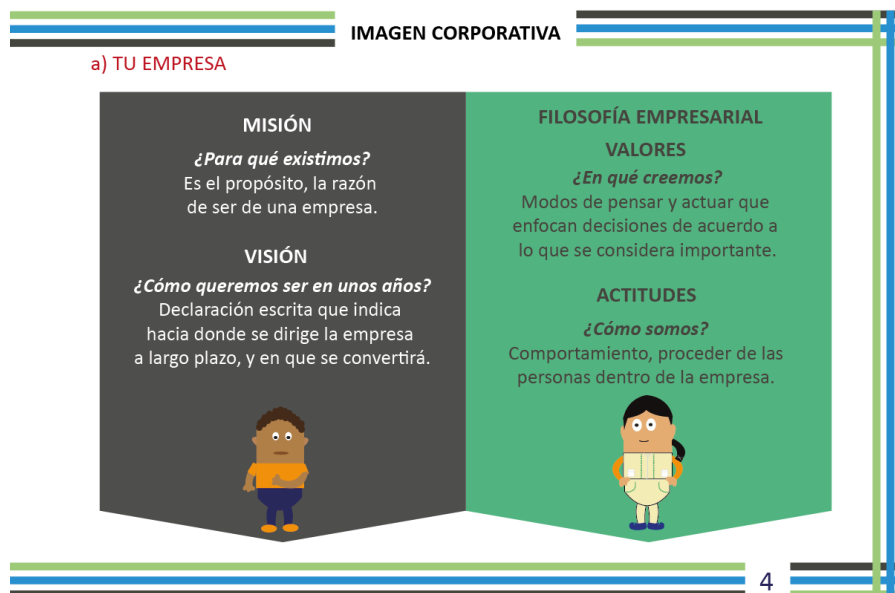 IMAGEN CORPORATIVA
a) TU EMPRESA
MISIÓN
¿Para qué existimos?
Es el propósito, la razón
de ser de una empresa.
VISIÓN
¿Cómo queremos ser en unos años?
Declaración escrita que indica
hacia donde se dirige la empresa
a largo plazo, y en que se convertirá.
FILOSOFÍA EMPRESARIAL
VALORES
¿En qué creemos?
Modos de pensar y actuar que
enfocan decisiones de acuerdo a
lo que se considera importante.
ACTITUDES
¿Cómo somos?
Comportamiento, proceder de las
personas dentro de la empresa.
4